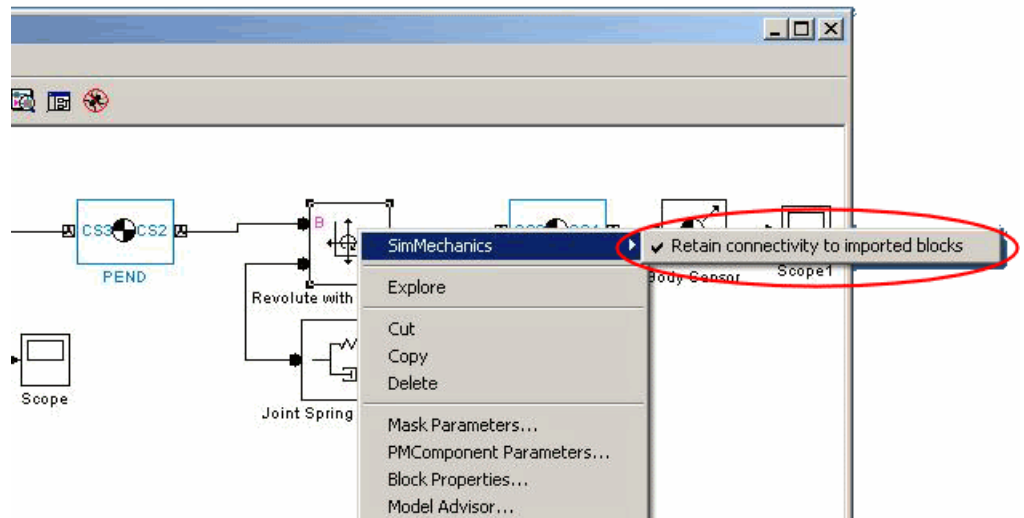 B
CS3 CS2
PEND
SimMechanics
Retain connectivity to imported blocks
Body Sensor
Scope1
Explore
Revolute with
Cut
Copy
Delete
Scope
Joint Spring
Mask Parameters...
PMComponent Parameters...
Block Properties...
Model Advisor...